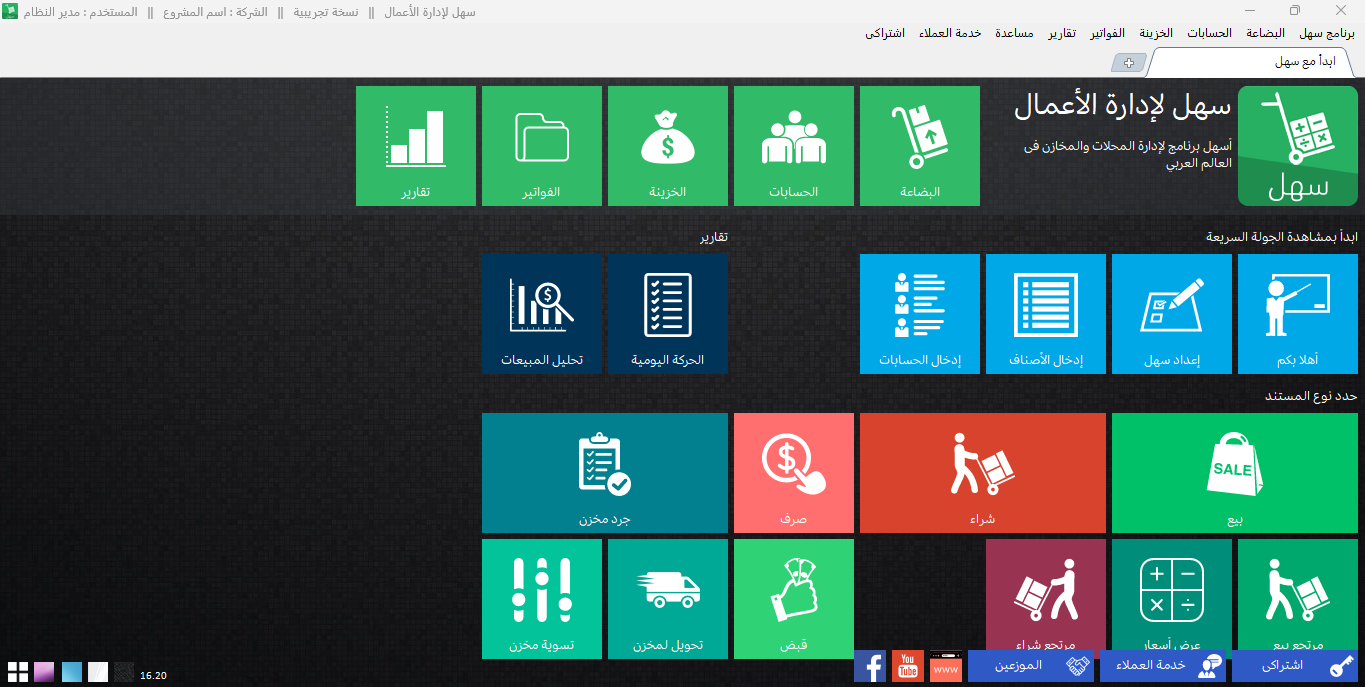 سهل لإدارة الأعمال || نسخة تجريبية || الشركة : اسم المشروع || المستخدم : مدير النظام
برنامج سهل البضاعة الحسابات الخزينة الفواتير تقارير مساعدة خدمة العملاء اشتراكى
ابدأ مع سهل
سهل
سهل لإدارة الأعمال
أسهل برنامج لإدارة المحلات والمخازن فى
العالم العربي
البضاعة
الحسابات
الخزينة
الفواتير
تقارير
ابدأ بمشاهدة الجولة السريعة
أهلا بكم
إعداد سهل
إدخال الأصناف
إدخال الحسابات
تقارير
الحركة اليومية
تحليل المبيعات
حدد نوع المستند
SALE
بيع
شراء
صرف
جرد مخزن
مرتجع بيع
عرض أسعار
مرتجع شراء
قبض
تحويل لمخزن
تسوية مخزن
اشتراكى
خدمة العملاء
الموزعين
www
You
Tube
f
16.20